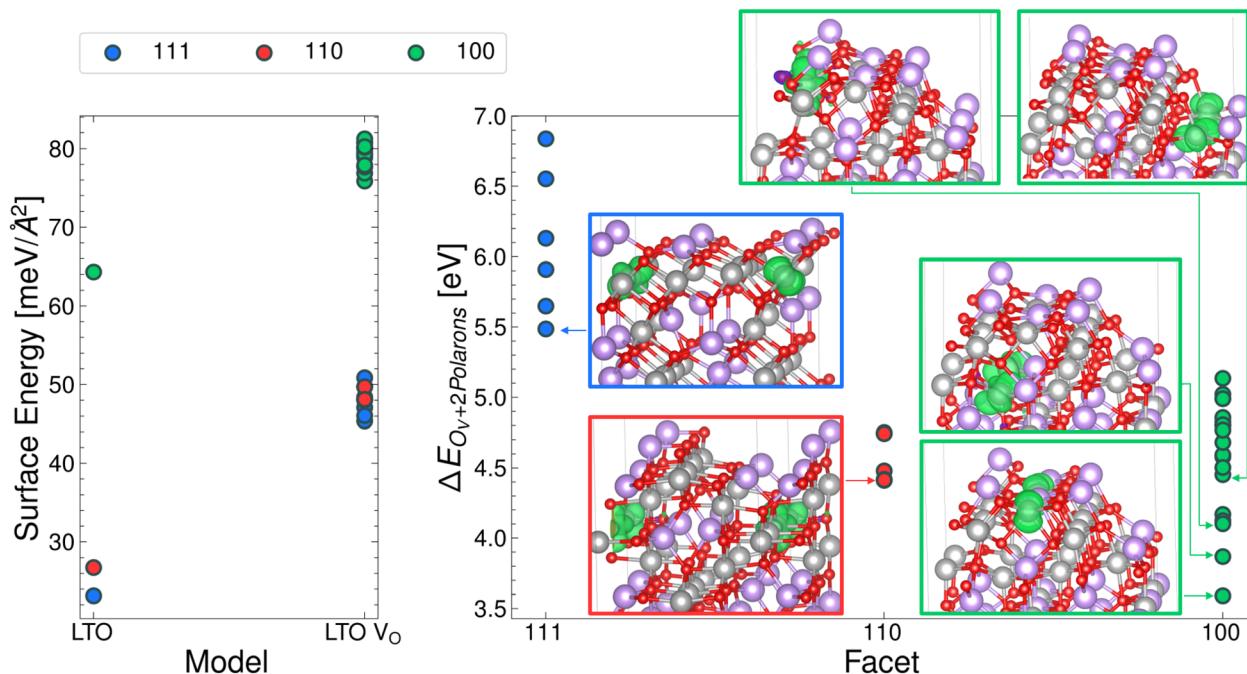 111 110 100
Surface Energy [meV/Å²]
80
70
60
50
40
30
LTO LTO V_O
Model
ΔE_{O_V+2Polarons} [eV]
7.0
6.5
6.0
5.5
5.0
4.5
4.0
3.5
111 110 100
Facet